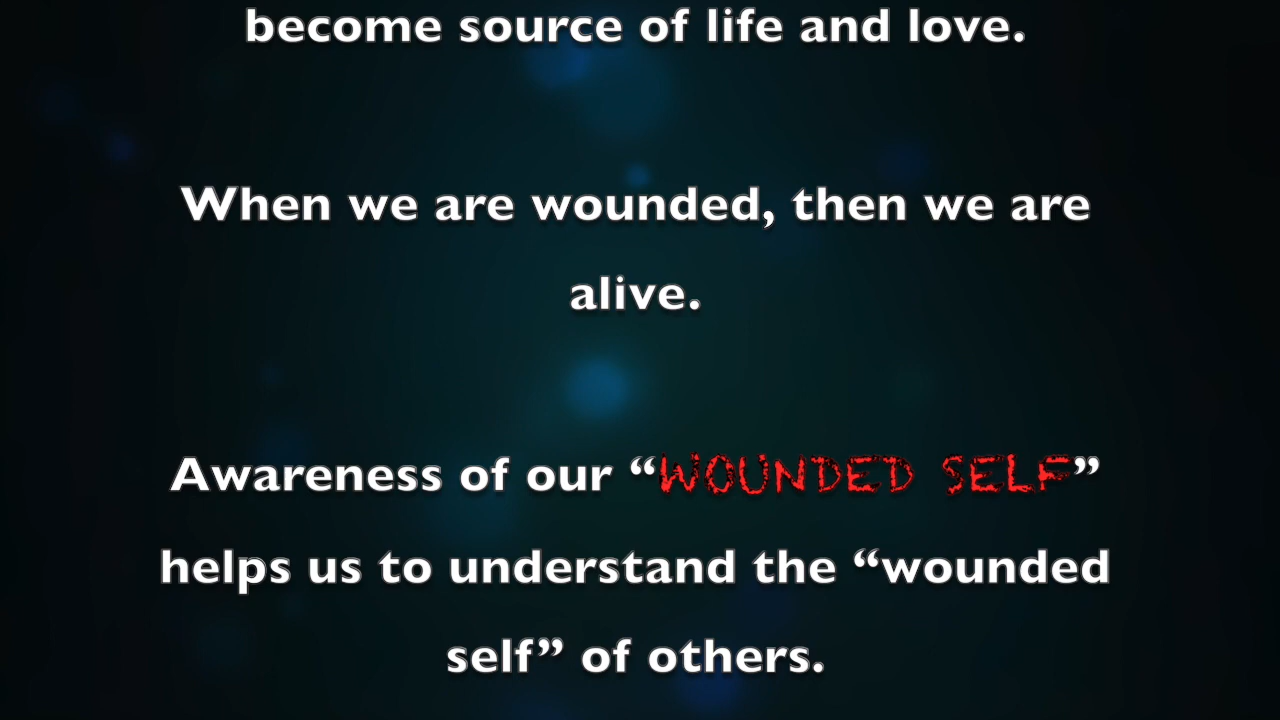 become source of life and love.
When we are wounded, then we are
alive.
Awareness of our “WOUNDED SELF”
helps us to understand the “wounded
self” of others.